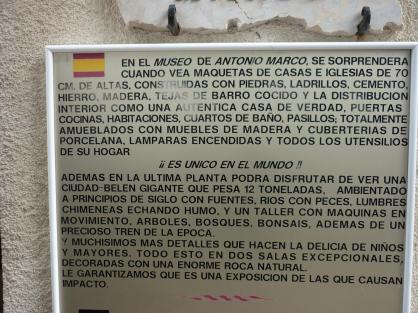 EN EL MUSEO DE ANTONIO MARCO, SE SORPRENDERA
CUANDO VEA MAQUETAS DE CASAS E IGLESIAS DE 70
CM. DE ALTAS, CONSTRUIDAS CON PIEDRAS, LADRILLOS, CEMENTO
HIERRO, MADERA, TEJAS DE BARRO COCIDO Y LA DISTRIBUCION
INTERIOR COMO UNA AUTENTICA CASA DE VERDAD, PUERTAS
COCINAS, HABITACIONES, CUARTOS DE BAÑO, PASILLOS; TOTALMENTE
AMUEBLADOS CON MUEBLES DE MADERA Y CUBERTERIAS DE
PORCELANA, LAMPARAS ENCENDIDAS Y TODOS LOS UTENSILIOS
DE SU HOGAR
¡¡ ES UNICO EN EL MUNDO !!
ADEMAS EN LA ULTIMA PLANTA PODRA DISFRUTAR DE VER UNA
CIUDAD-BELEN GIGANTE QUE PESA 12 TONELADAS, AMBIENTADO
A PRINCIPIOS DE SIGLO CON FUENTES, RIOS CON PECES, LUMBRES
CHIMENEAS ECHANDO HUMO, Y UN TALLER CON MAQUINAS EN
MOVIMIENTO, ARBOLES, BOSQUES, BONSAIS, ADEMAS DE UN
PRECIOSO TREN DE LA EPOCA.
Y MUCHISIMOS MAS DETALLES QUE HACEN LA DELICIA DE NIÑOS
Y MAYORES. TODO ESTO EN DOS SALAS EXCEPCIONALES,
DECORADAS CON UNA ENORME ROCA NATURAL.
LE GARANTIZAMOS QUE ES UNA EXPOSICION DE LAS QUE CAUSAN
IMPACTO.